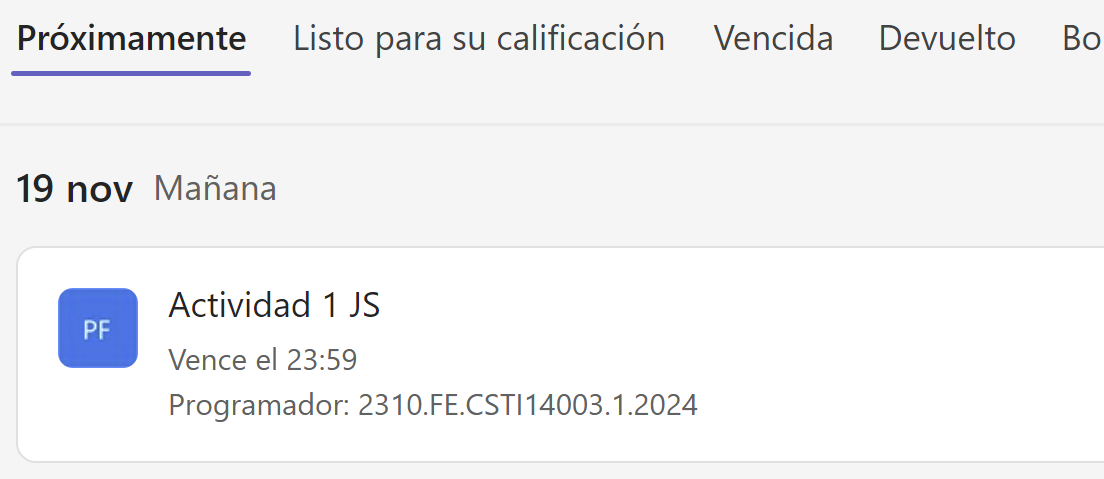 Próximamente Listo para su calificación Vencida Devuelto Bo
19 nov Mañana
PF
Actividad 1 JS
Vence el 23:59
Programador: 2310.FE.CSTI14003.1.2024